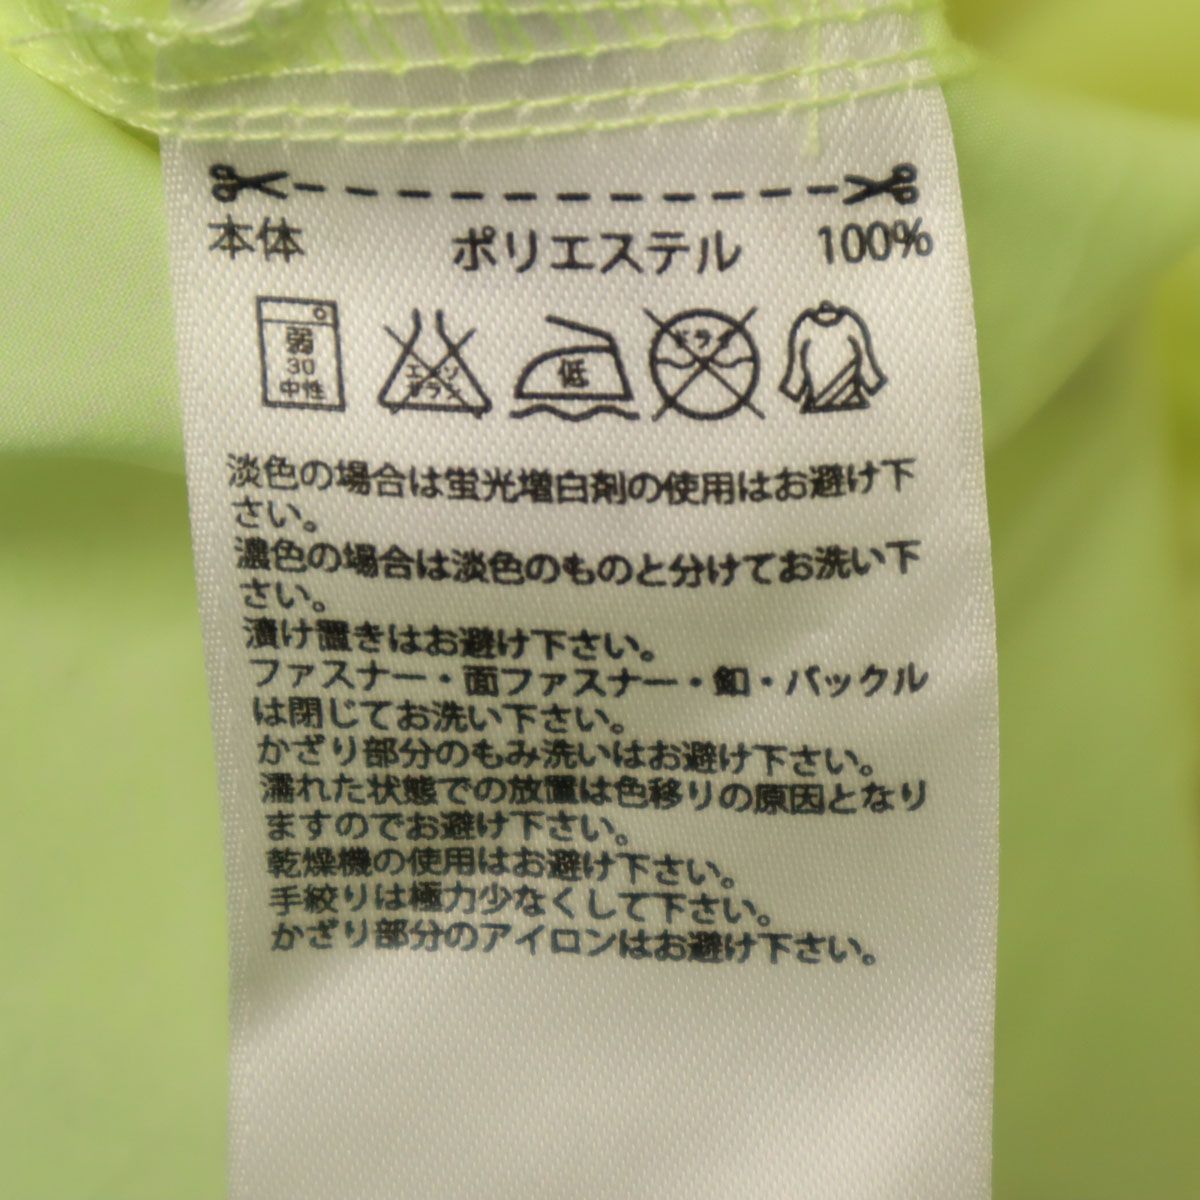 本体 ポリエステル 100%
弱 30 中性 エンソ サラシ 低 ドライ
淡色の場合は蛍光増白剤の使用はお避け下
さい。
濃色の場合は淡色のものと分けてお洗い下
さい。
漬け置きはお避け下さい。
ファスナー・面ファスナー・釦・バックル
は閉じてお洗い下さい。
かざり部分のもみ洗いはお避け下さい。
濡れた状態での放置は色移りの原因となり
ますのでお避け下さい。
乾燥機の使用はお避け下さい。
手絞りは極力少なくして下さい。
かざり部分のアイロンはお避け下さい。